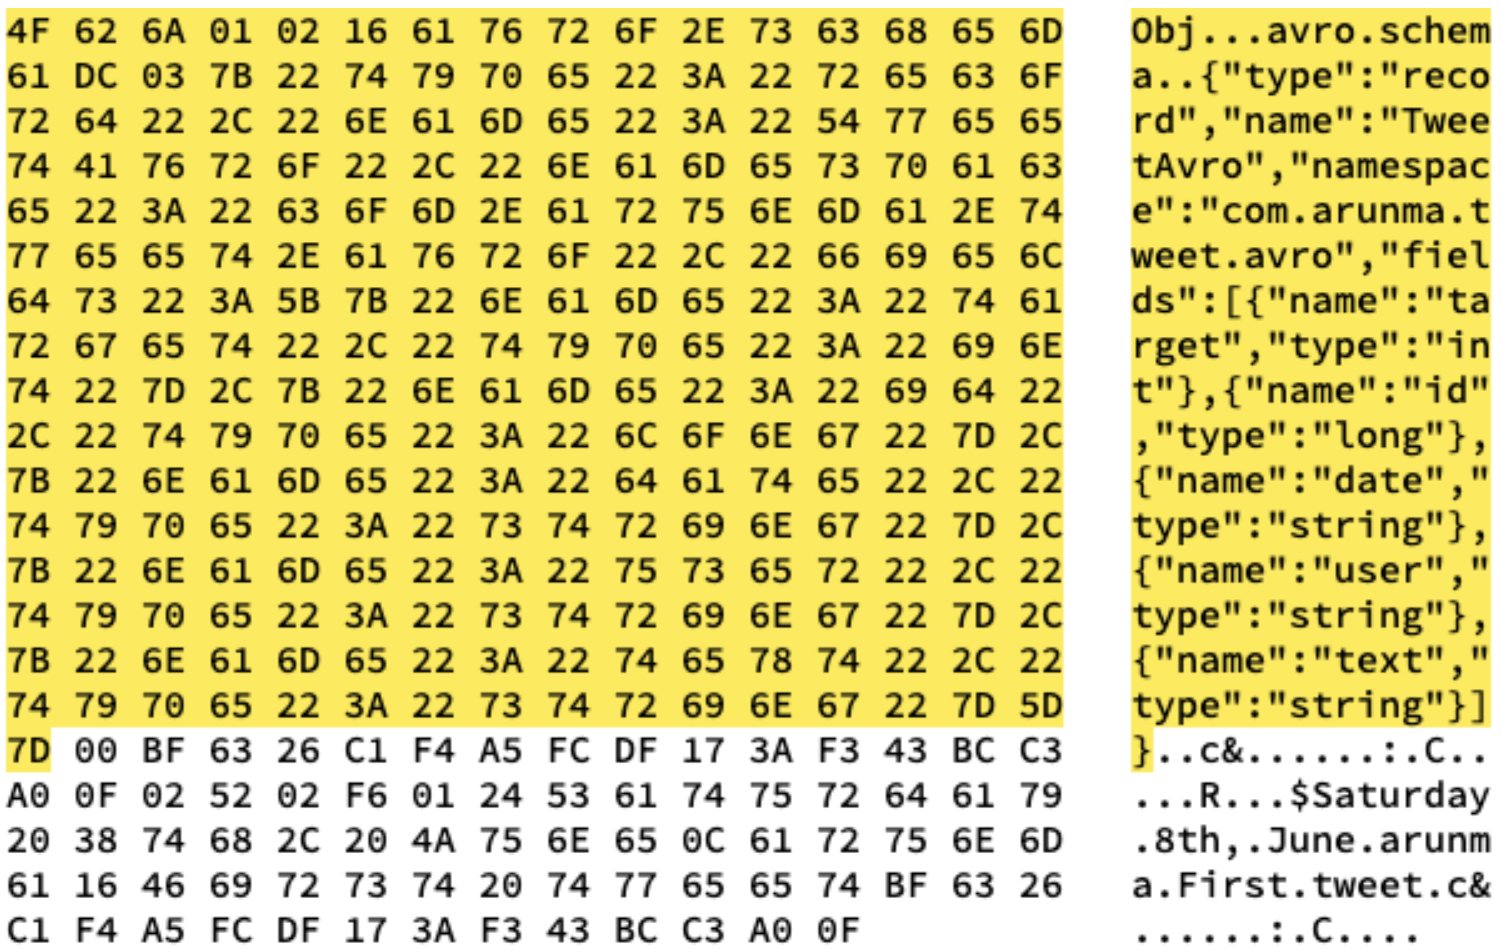 4F 62 6A 01 02 16 61 76 72 6F 2E 73 63 68 65 6D Obj...avro.schem
61 DC 03 7B 22 74 79 70 65 22 3A 22 72 65 63 6F a..{"type":"reco
72 64 22 2C 22 6E 61 6D 65 22 3A 22 54 77 65 65 rd","name":"Twee
74 41 76 72 6F 22 2C 22 6E 61 6D 65 73 70 61 63 tAvro","namespac
65 22 3A 22 63 6F 6D 2E 61 72 75 6E 6D 61 2E 74 e":"com.arunma.t
77 65 65 74 2E 61 76 72 6F 22 2C 22 66 69 65 6C weet.avro","fiel
64 73 22 3A 5B 7B 22 6E 61 6D 65 22 3A 22 74 61 ds":[{"name":"ta
72 67 65 74 22 2C 22 74 79 70 65 22 3A 22 69 6E rget","type":"in
74 22 7D 2C 7B 22 6E 61 6D 65 22 3A 22 69 64 22 t"},{"name":"id"
2C 22 74 79 70 65 22 3A 22 6C 6F 6E 67 22 7D 2C ,"type":"long"},
7B 22 6E 61 6D 65 22 3A 22 64 61 74 65 22 2C 22 {"name":"date","
74 79 70 65 22 3A 22 73 74 72 69 6E 67 22 7D 2C type":"string"},
7B 22 6E 61 6D 65 22 3A 22 75 73 65 72 22 2C 22 {"name":"user","
74 79 70 65 22 3A 22 73 74 72 69 6E 67 22 7D 2C type":"string"},
7B 22 6E 61 6D 65 22 3A 22 74 65 78 74 22 2C 22 {"name":"text","
74 79 70 65 22 3A 22 73 74 72 69 6E 67 22 7D 5D type":"string"}]
7D 00 BF 63 26 C1 F4 A5 FC DF 17 3A F3 43 BC C3 }..c&......:.C..
A0 0F 02 52 02 F6 01 24 53 61 74 75 72 64 61 79 ...R...$Saturday
20 38 74 68 2C 20 4A 75 6E 65 0C 61 72 75 6E 6D .8th,.June.arunm
61 16 46 69 72 73 74 20 74 77 65 65 74 BF 63 26 a.First.tweet.c&
C1 F4 A5 FC DF 17 3A F3 43 BC C3 A0 0F ......:.C....